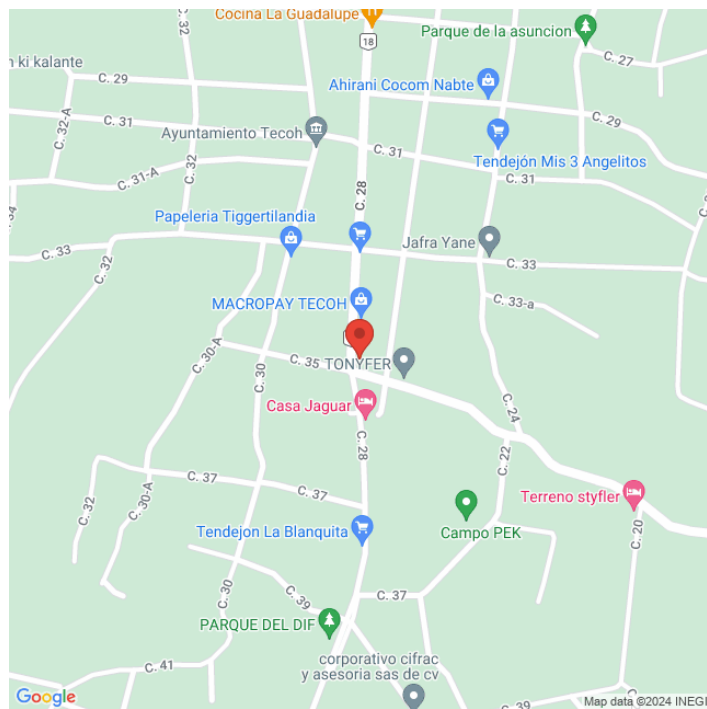 Cocina La Guadalupe
18
Parque de la asuncion
C. 32
C. 27
n ki kalante
C. 29
Ahirani Cocom Nabte
C. 32-A
C. 31
Ayuntamiento Tecoh
C. 29
C. 31
Tendejón Mis 3 Angelitos
C. 32
C. 31-A
C. 28
C. 31
Papeleria Tiggertilandia
C. 33
C. 32
Jafra Yane
C. 33
MACROPAY TECOH
C. 33-a
C. 30-A
C. 35
TONYFER
C. 30
Casa Jaguar
C. 24
C. 28
C. 22
C. 37
C. 32
C. 30-A
C. 37
Terreno styfler
Tendejon La Blanquita
Campo PEK
C. 20
C. 30
C. 39
C. 37
PARQUE DEL DIF
C. 41
corporativo cifrac
y asesoria sas de cv
Google
C. 39
Map data ©2024 INEGI